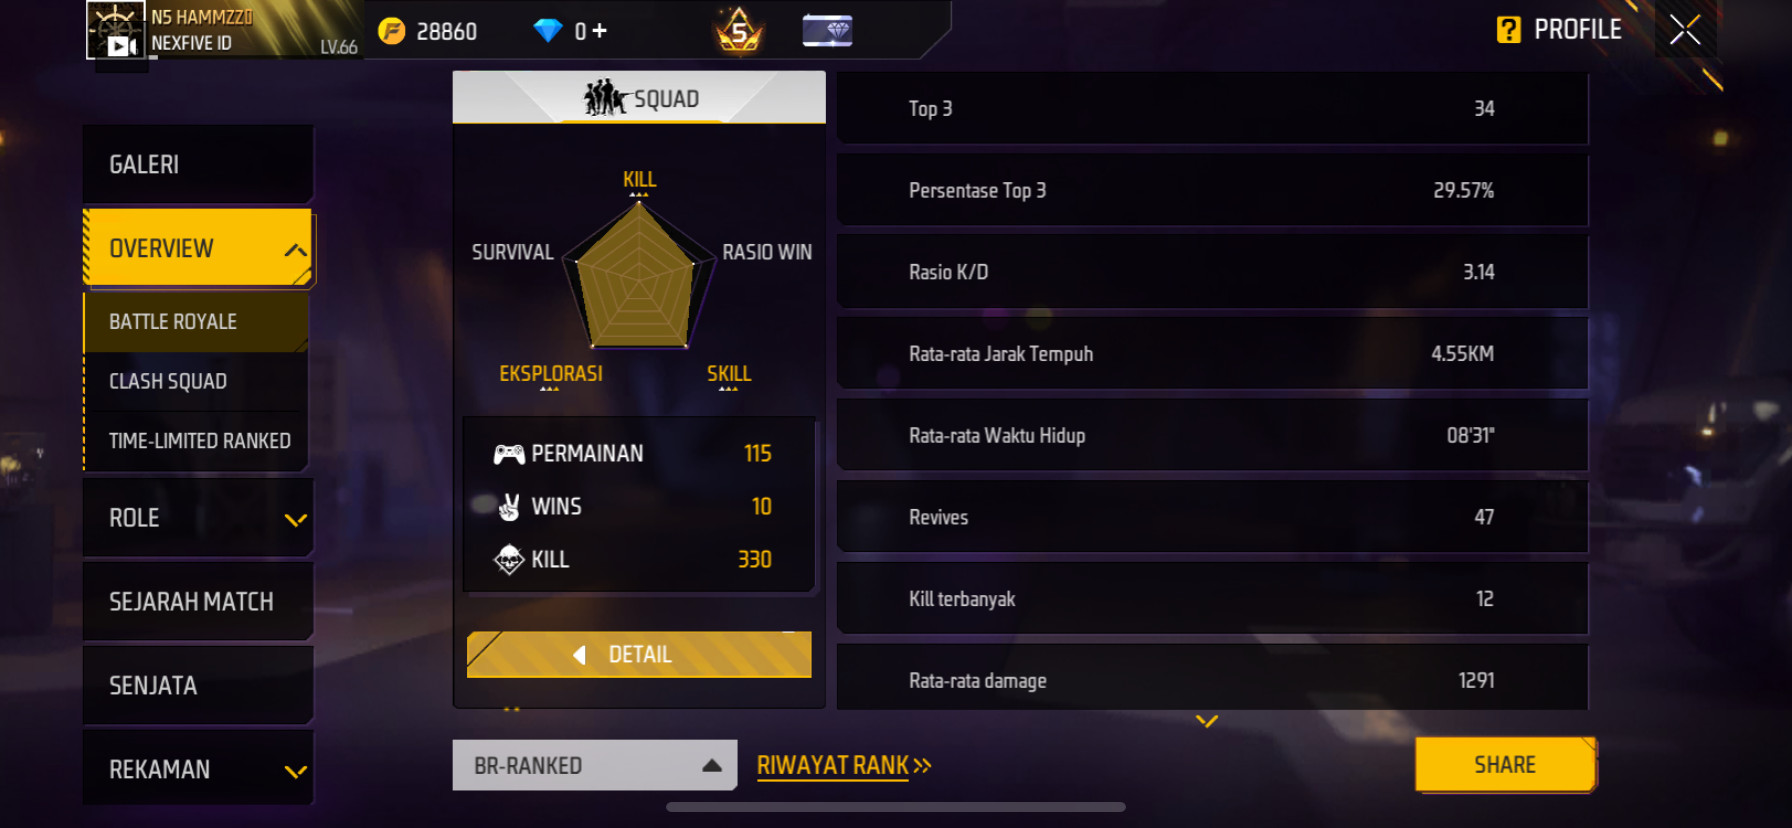 N5 HAMMZZ0
NEXFIVE ID
LV.66
28860
0 +
5
? PROFILE
GALERI
OVERVIEW
BATTLE ROYALE
CLASH SQUAD
TIME-LIMITED RANKED
ROLE
SEJARAH MATCH
SENJATA
REKAMAN
SQUAD
KILL
SURVIVAL
RASIO WIN
EKSPLORASI
SKILL
PERMAINAN 115
WINS 10
KILL 330
DETAIL
BR-RANKED
RIWAYAT RANK >>
Top 3 34
Persentase Top 3 29.57%
Rasio K/D 3.14
Rata-rata Jarak Tempuh 4.55KM
Rata-rata Waktu Hidup 08'31"
Revives 47
Kill terbanyak 12
Rata-rata damage 1291
SHARE